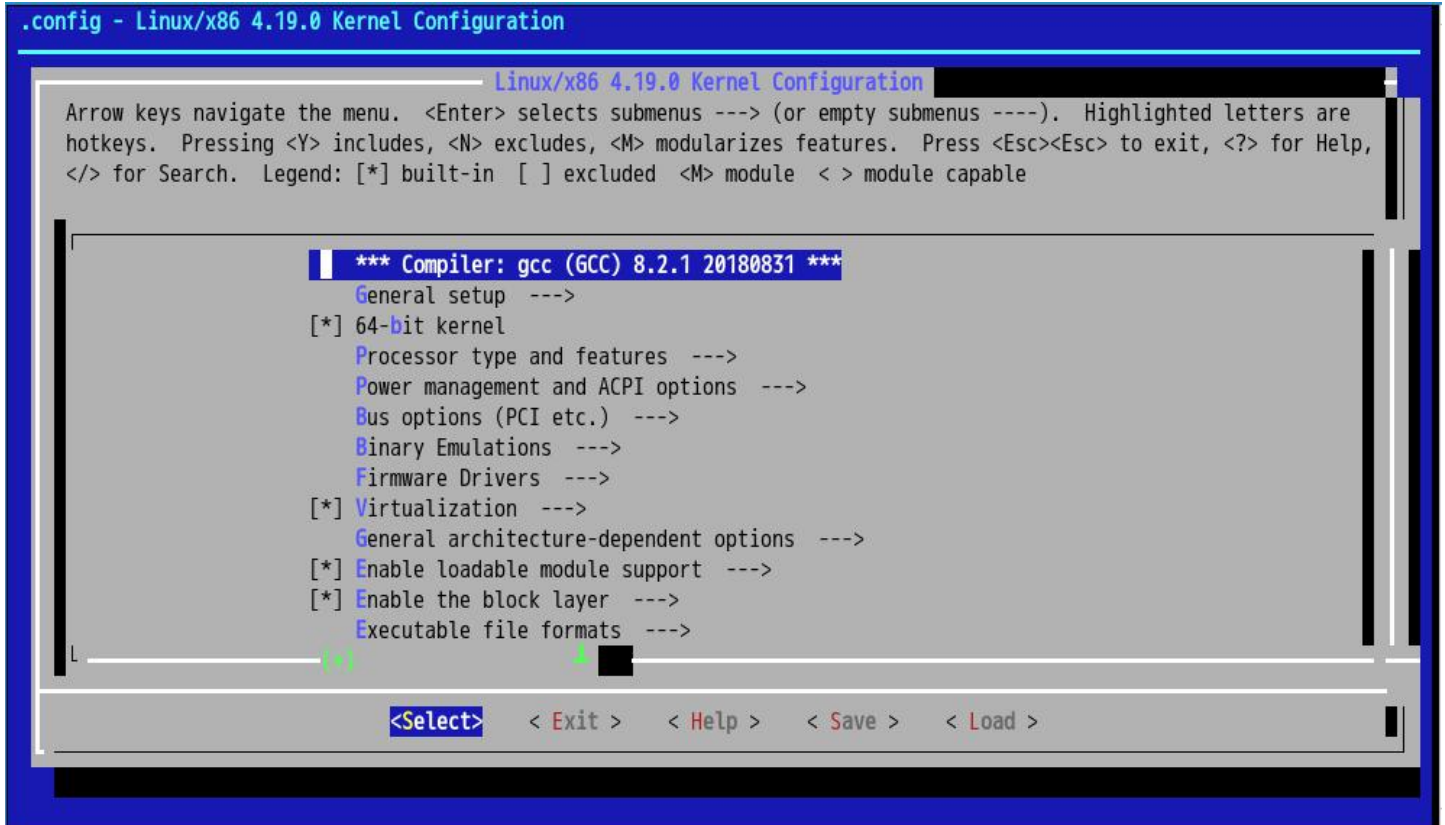 .config - Linux/x86 4.19.0 Kernel Configuration
Linux/x86 4.19.0 Kernel Configuration
Arrow keys navigate the menu.  <Enter> selects submenus ---> (or empty submenus ----).  Highlighted letters are
hotkeys.  Pressing <Y> includes, <N> excludes, <M> modularizes features.  Press <Esc><Esc> to exit, <?> for Help,
</> for Search.  Legend: [*] built-in  [ ] excluded  <M> module  < > module capable
*** Compiler: gcc (GCC) 8.2.1 20180831 ***
General setup  --->
[*] 64-bit kernel
Processor type and features  --->
Power management and ACPI options  --->
Bus options (PCI etc.)  --->
Binary Emulations  --->
Firmware Drivers  --->
[*] Virtualization  --->
General architecture-dependent options  --->
[*] Enable loadable module support  --->
[*] Enable the block layer  --->
Executable file formats  --->
(+)
<Select>    < Exit >    < Help >    < Save >    < Load >